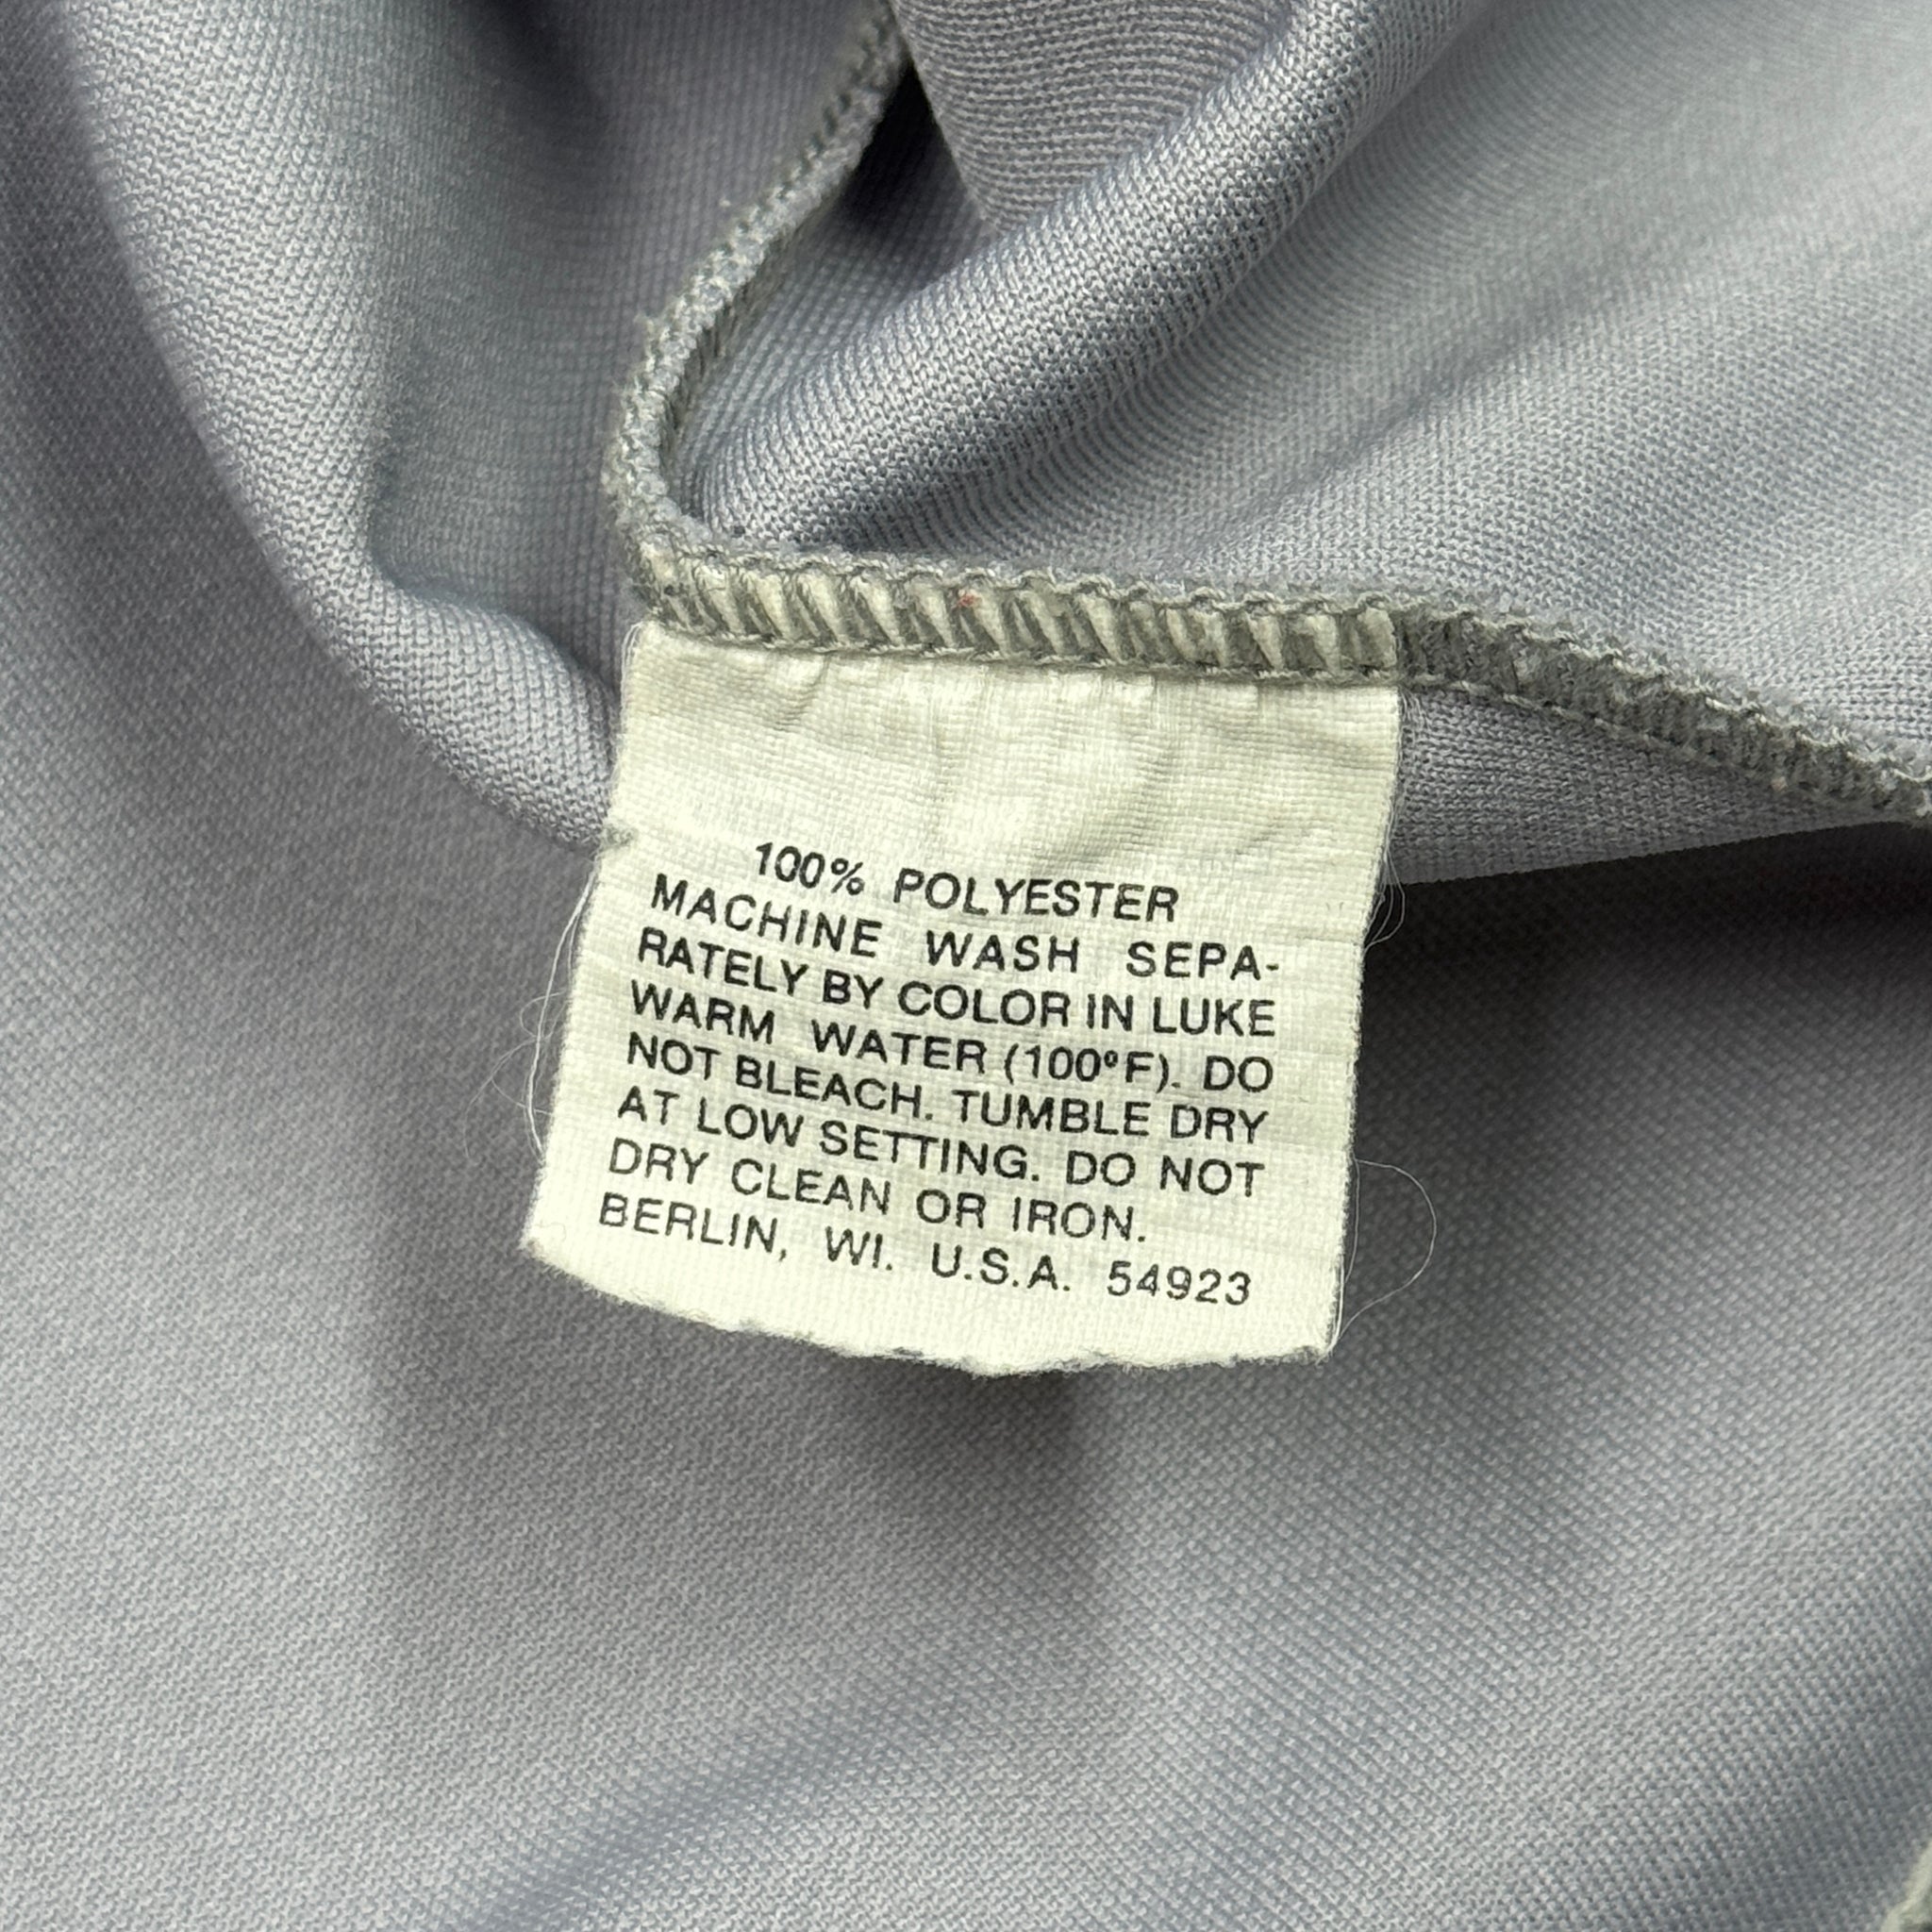 100% POLYESTER
MACHINE WASH SEPA-
RATELY BY COLOR IN LUKE
WARM WATER (100°F). DO
NOT BLEACH. TUMBLE DRY
AT LOW SETTING. DO NOT
DRY CLEAN OR IRON.
BERLIN, WI. U.S.A. 54923